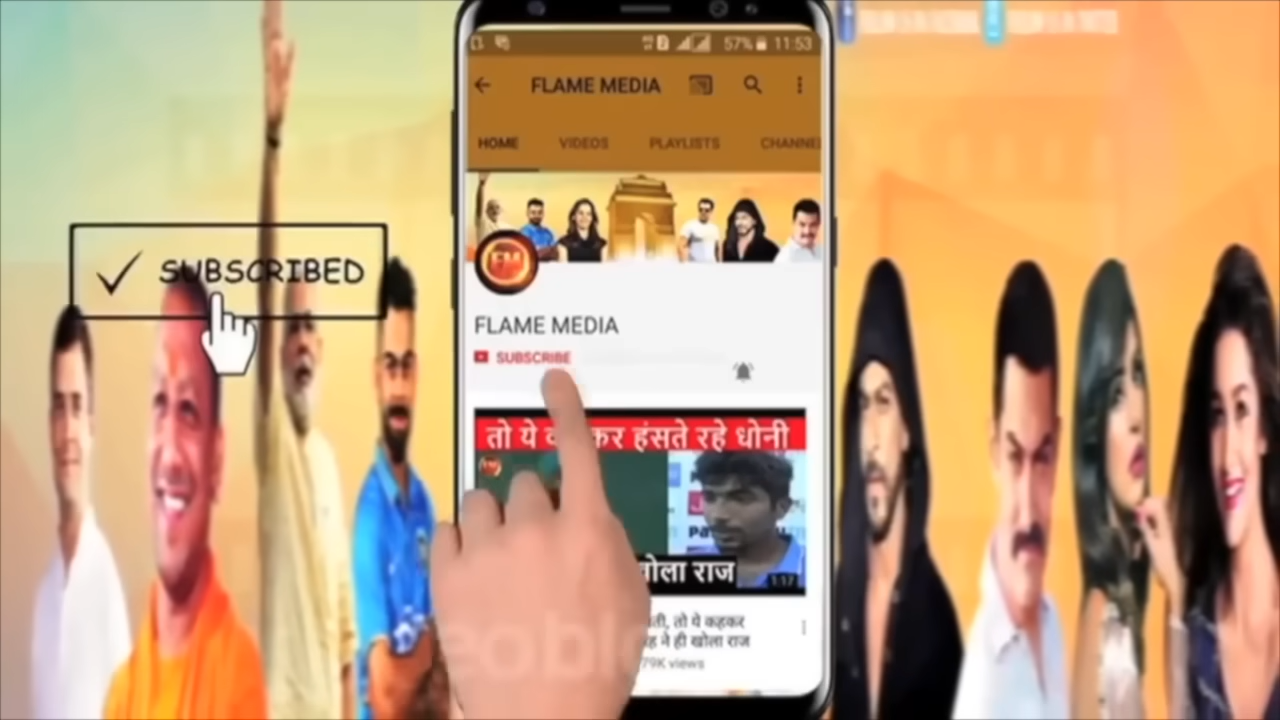 57% 11:53
FLAME MEDIA
HOME VIDEOS PLAYLISTS CHANNE
SUBSCRIBED
FM
FLAME MEDIA
SUBSCRIBE
तो ये कर हंसते रहे धोनी
खोला राज
1:17
तो ये कहकर
ने ही खोला राज
79K views